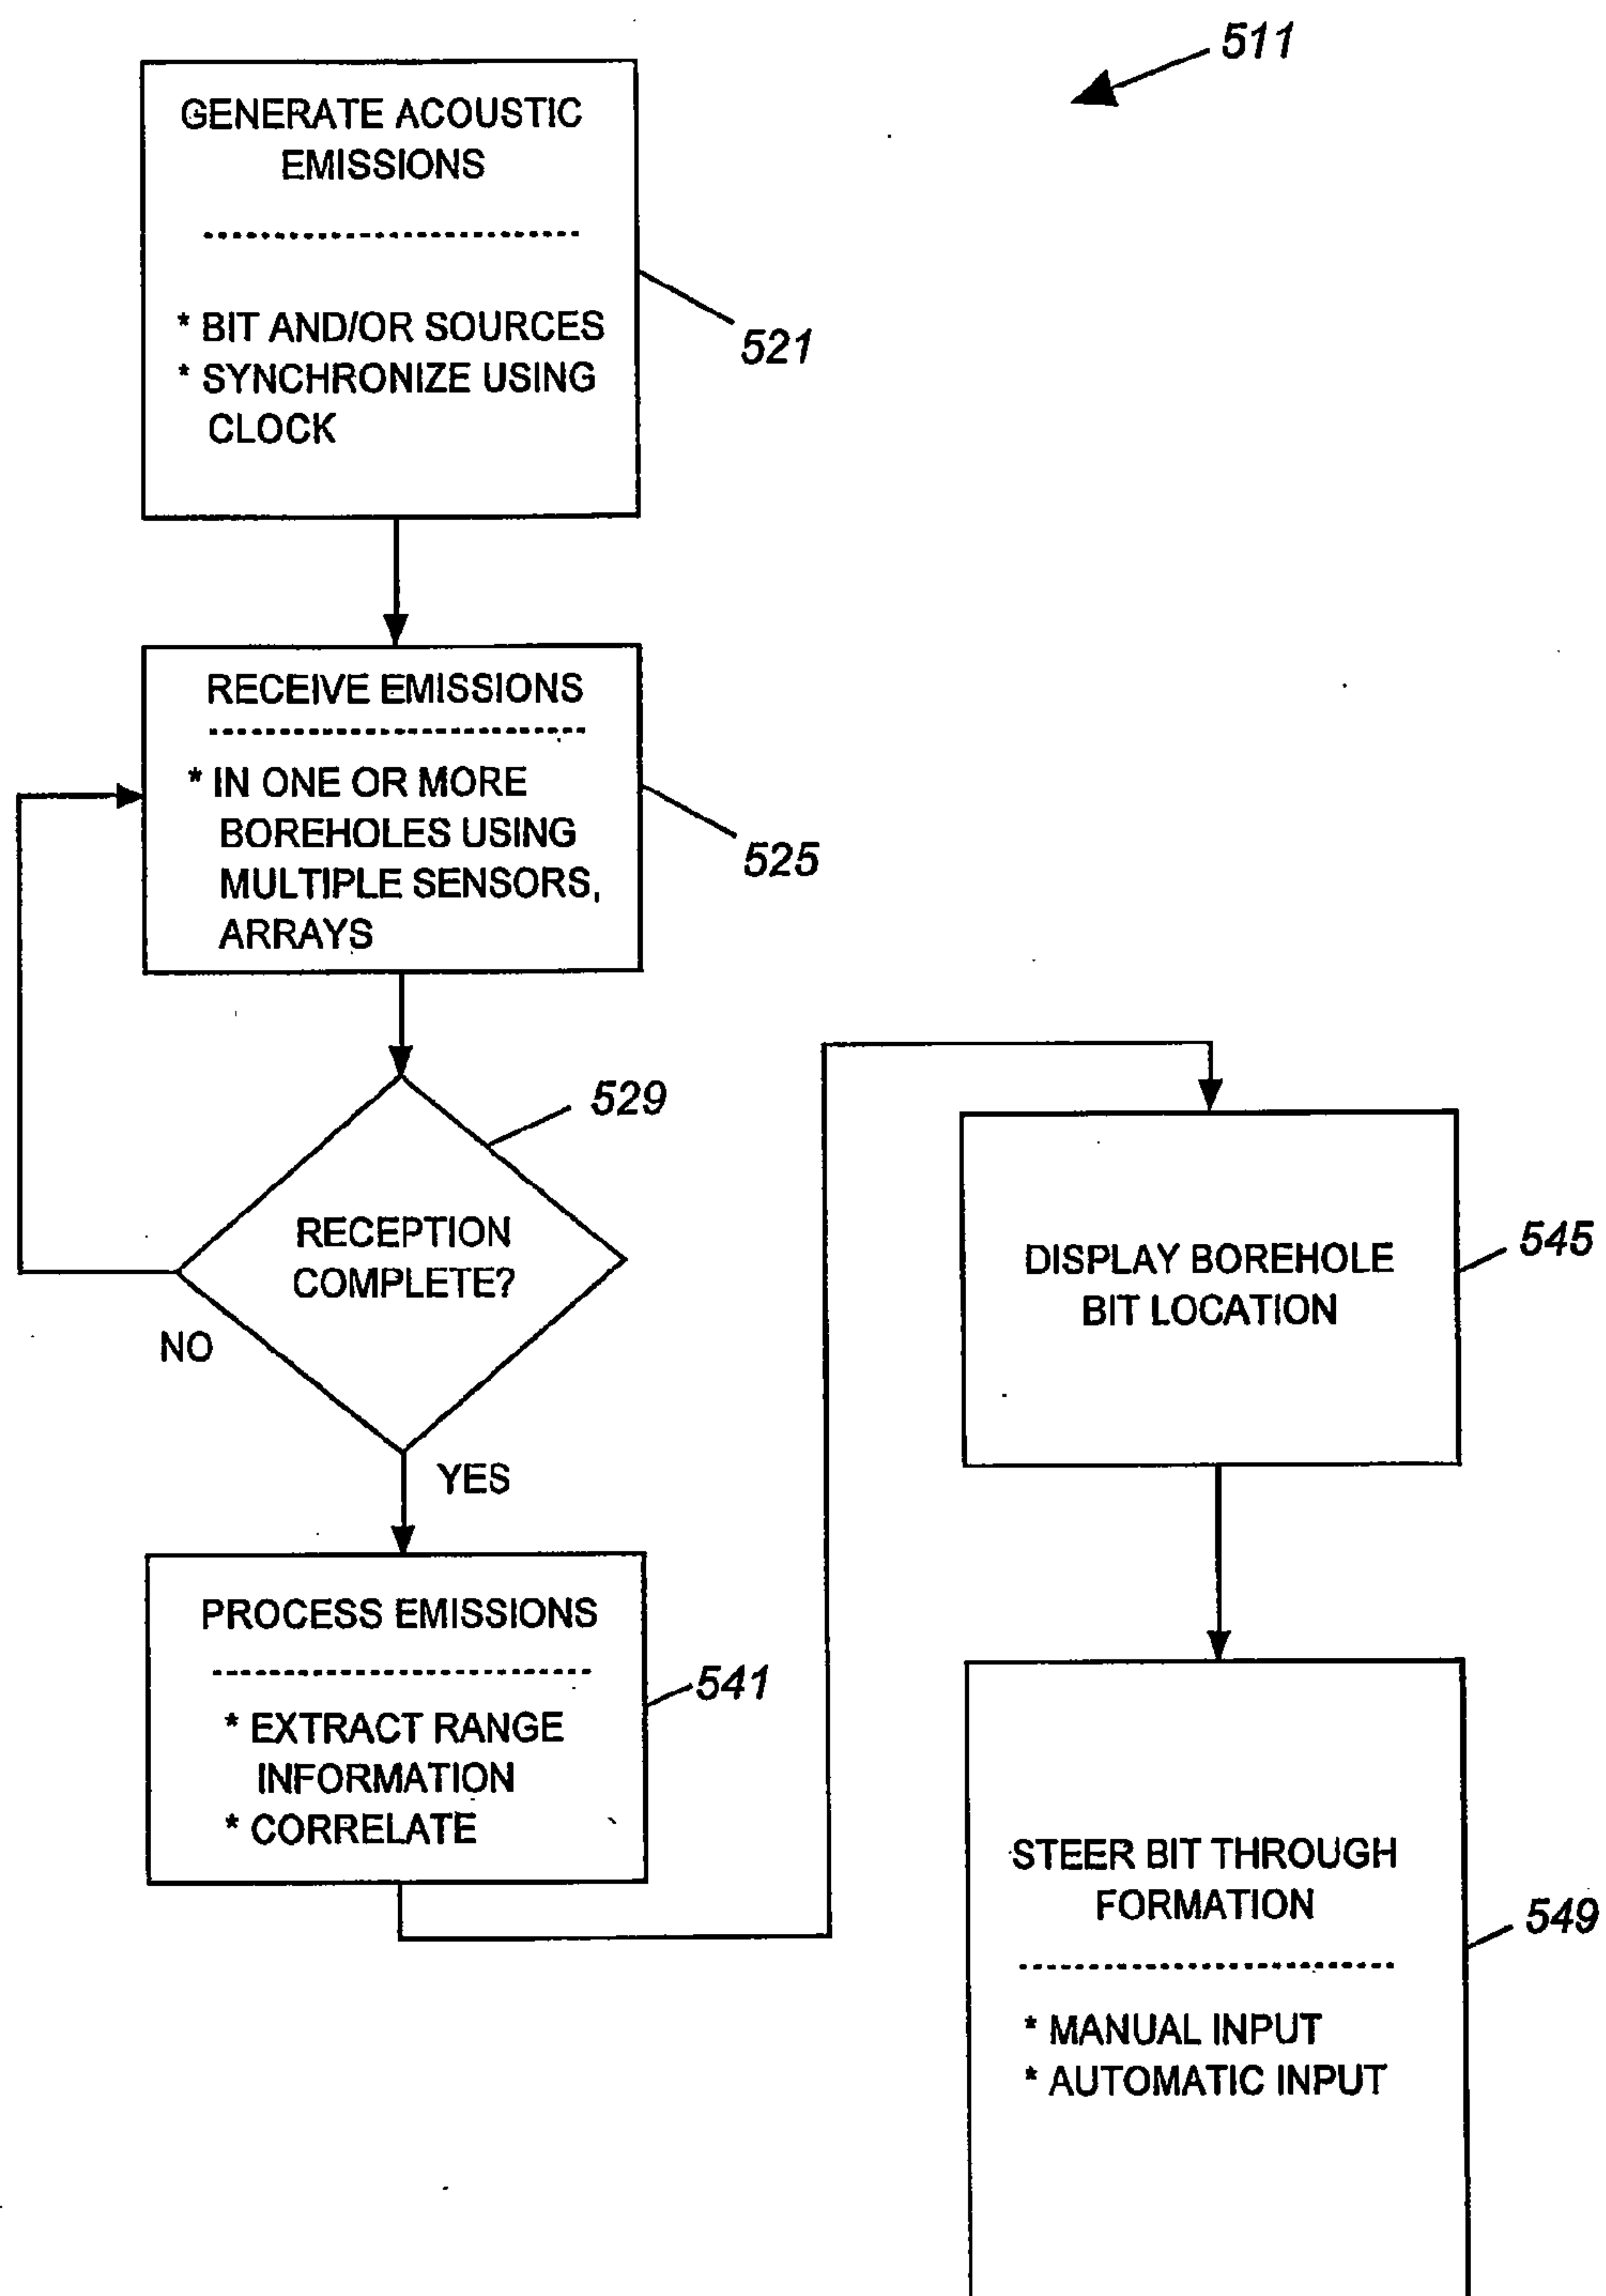 511
GENERATE ACOUSTIC
EMISSIONS
* BIT AND/OR SOURCES
* SYNCHRONIZE USING
CLOCK
521
RECEIVE EMISSIONS
* IN ONE OR MORE
BOREHOLES USING
MULTIPLE SENSORS,
ARRAYS
525
529
RECEPTION
COMPLETE?
NO
YES
PROCESS EMISSIONS
* EXTRACT RANGE
INFORMATION
* CORRELATE
541
DISPLAY BOREHOLE
BIT LOCATION
545
STEER BIT THROUGH
FORMATION
* MANUAL INPUT
* AUTOMATIC INPUT
549